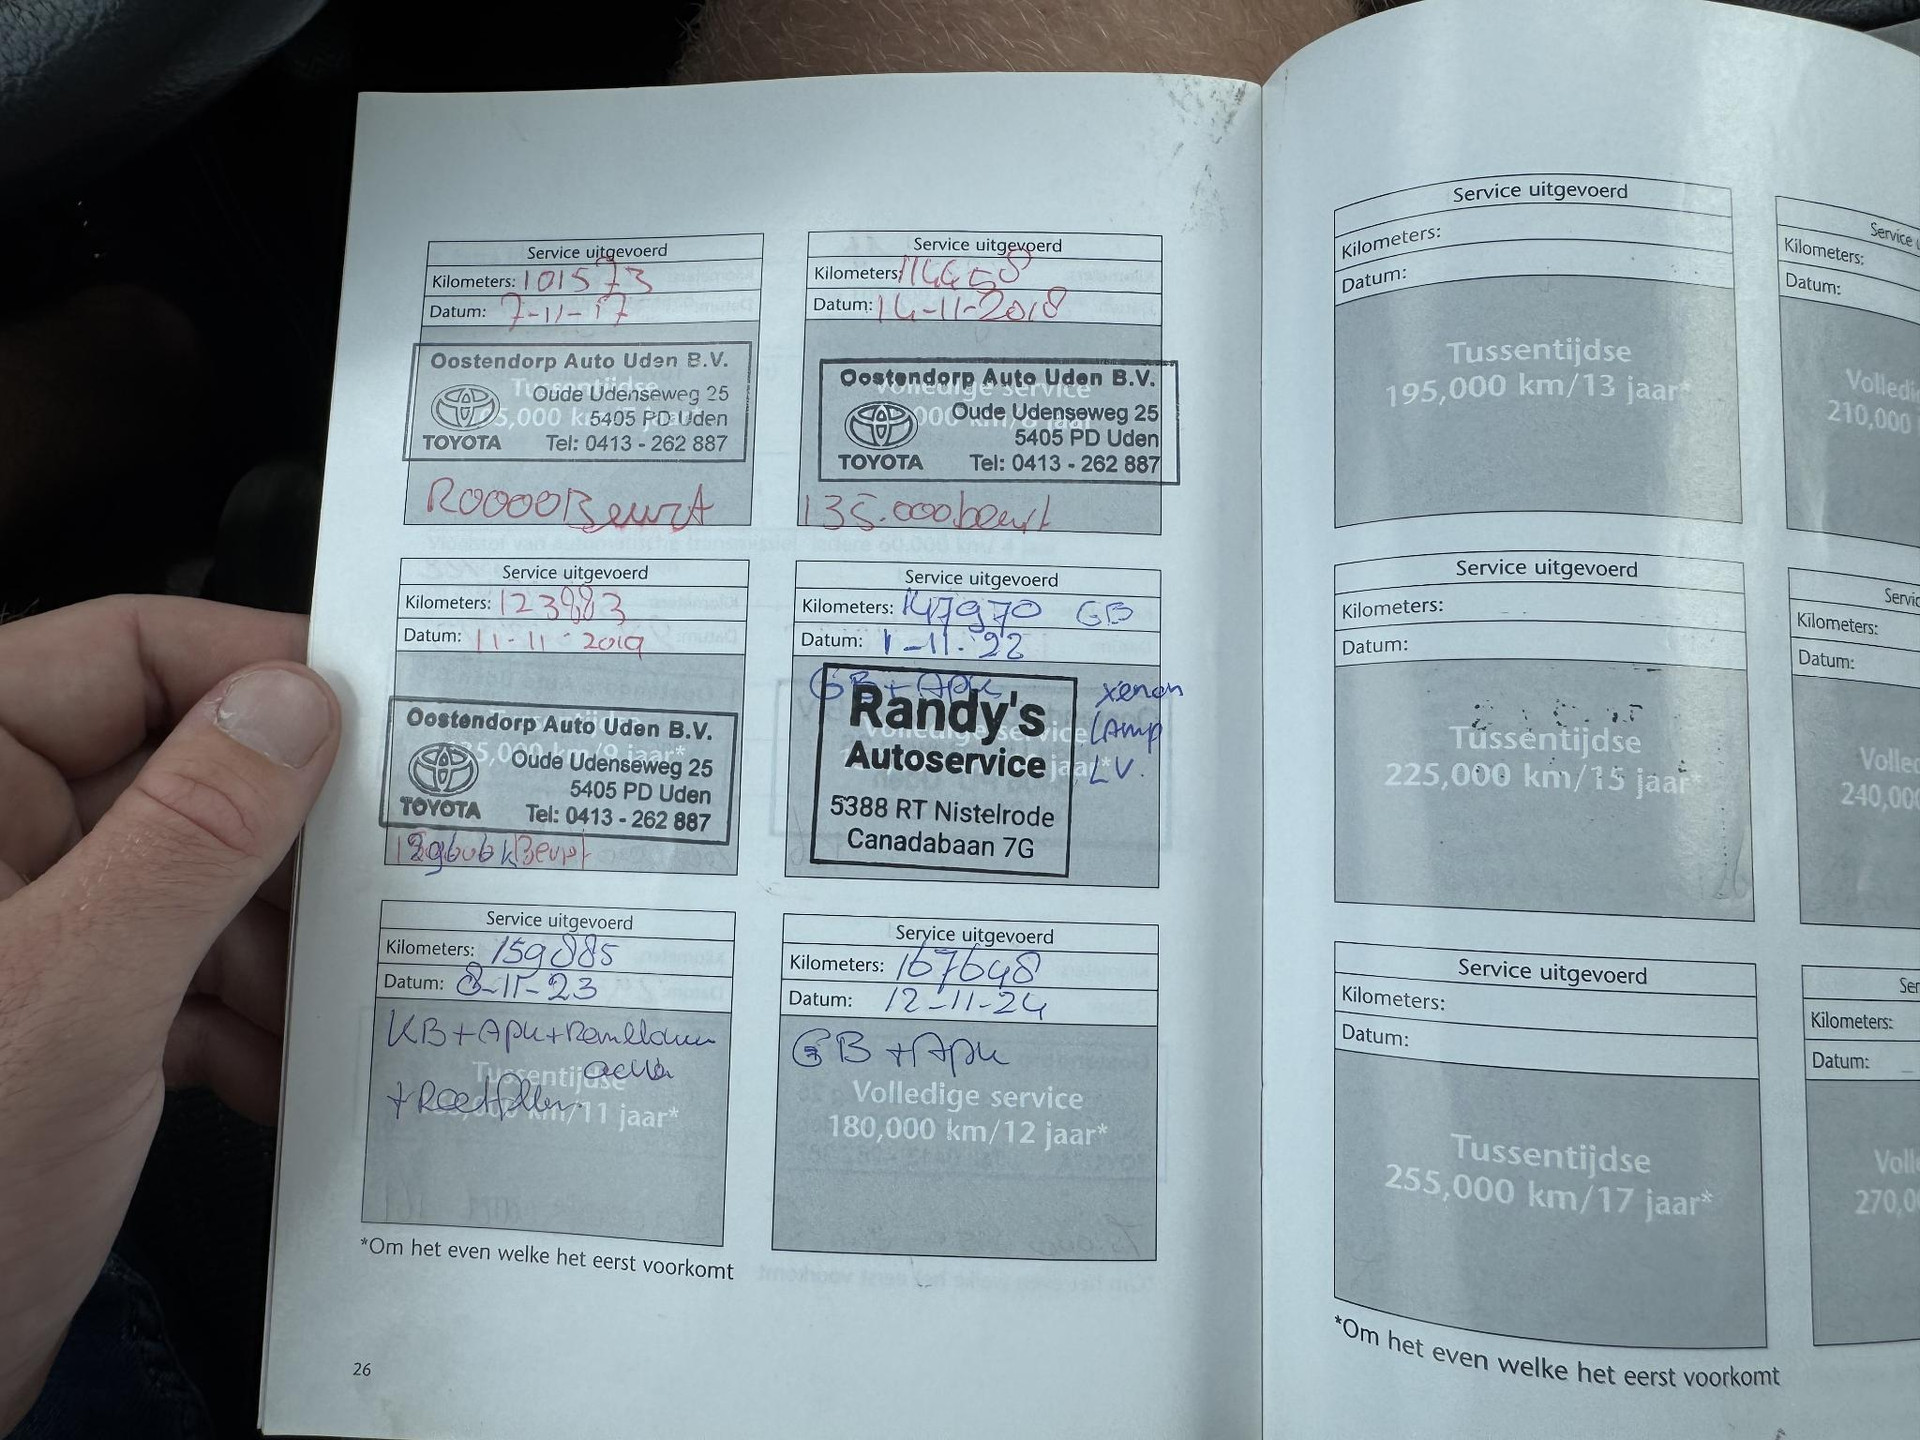 Service uitgevoerd
Kilometers: 101573
Datum: 7-11-17
Oostendorp Auto Uden B.V.
Oude Udenseweg 25
5405 PD Uden
TOYOTA Tel: 0413 - 262 887
Beurt
Service uitgevoerd
Kilometers: 114458
Datum: 14-11-2018
Volledige service
Oostendorp Auto Uden B.V.
Oude Udenseweg 25
5405 PD Uden
TOYOTA Tel: 0413 - 262 887
135.000 beurt
Service uitgevoerd
Kilometers: 123883
Datum: 11-11-2019
Oostendorp Auto Uden B.V.
Oude Udenseweg 25
5405 PD Uden
TOYOTA Tel: 0413 - 262 887
Beurt
Service uitgevoerd
Kilometers: 147970 GB
Datum: 1-11-22
GB + Apk
xenon
Lamp
LV.
Randy's
Autoservice
5388 RT Nistelrode
Canadabaan 7G
Service uitgevoerd
Kilometers: 159885
Datum: 8-11-23
KB + Apk +
Tussentijdse
km/11 jaar*
Service uitgevoerd
Kilometers: 167648
Datum: 12-11-24
GB + Apk
Volledige service
180,000 km/12 jaar*
*Om het even welke het eerst voorkomt
26
Service uitgevoerd
Kilometers:
Datum:
Tussentijdse
195,000 km/13 jaar*
Service
Kilometers:
Datum:
210,000
Service uitgevoerd
Kilometers:
Datum:
Tussentijdse
225,000 km/15 jaar*
Kilometers:
Datum:
Service uitgevoerd
Kilometers:
Datum:
Tussentijdse
255,000 km/17 jaar*
Kilometers:
Datum:
*Om het even welke het eerst voorkomt